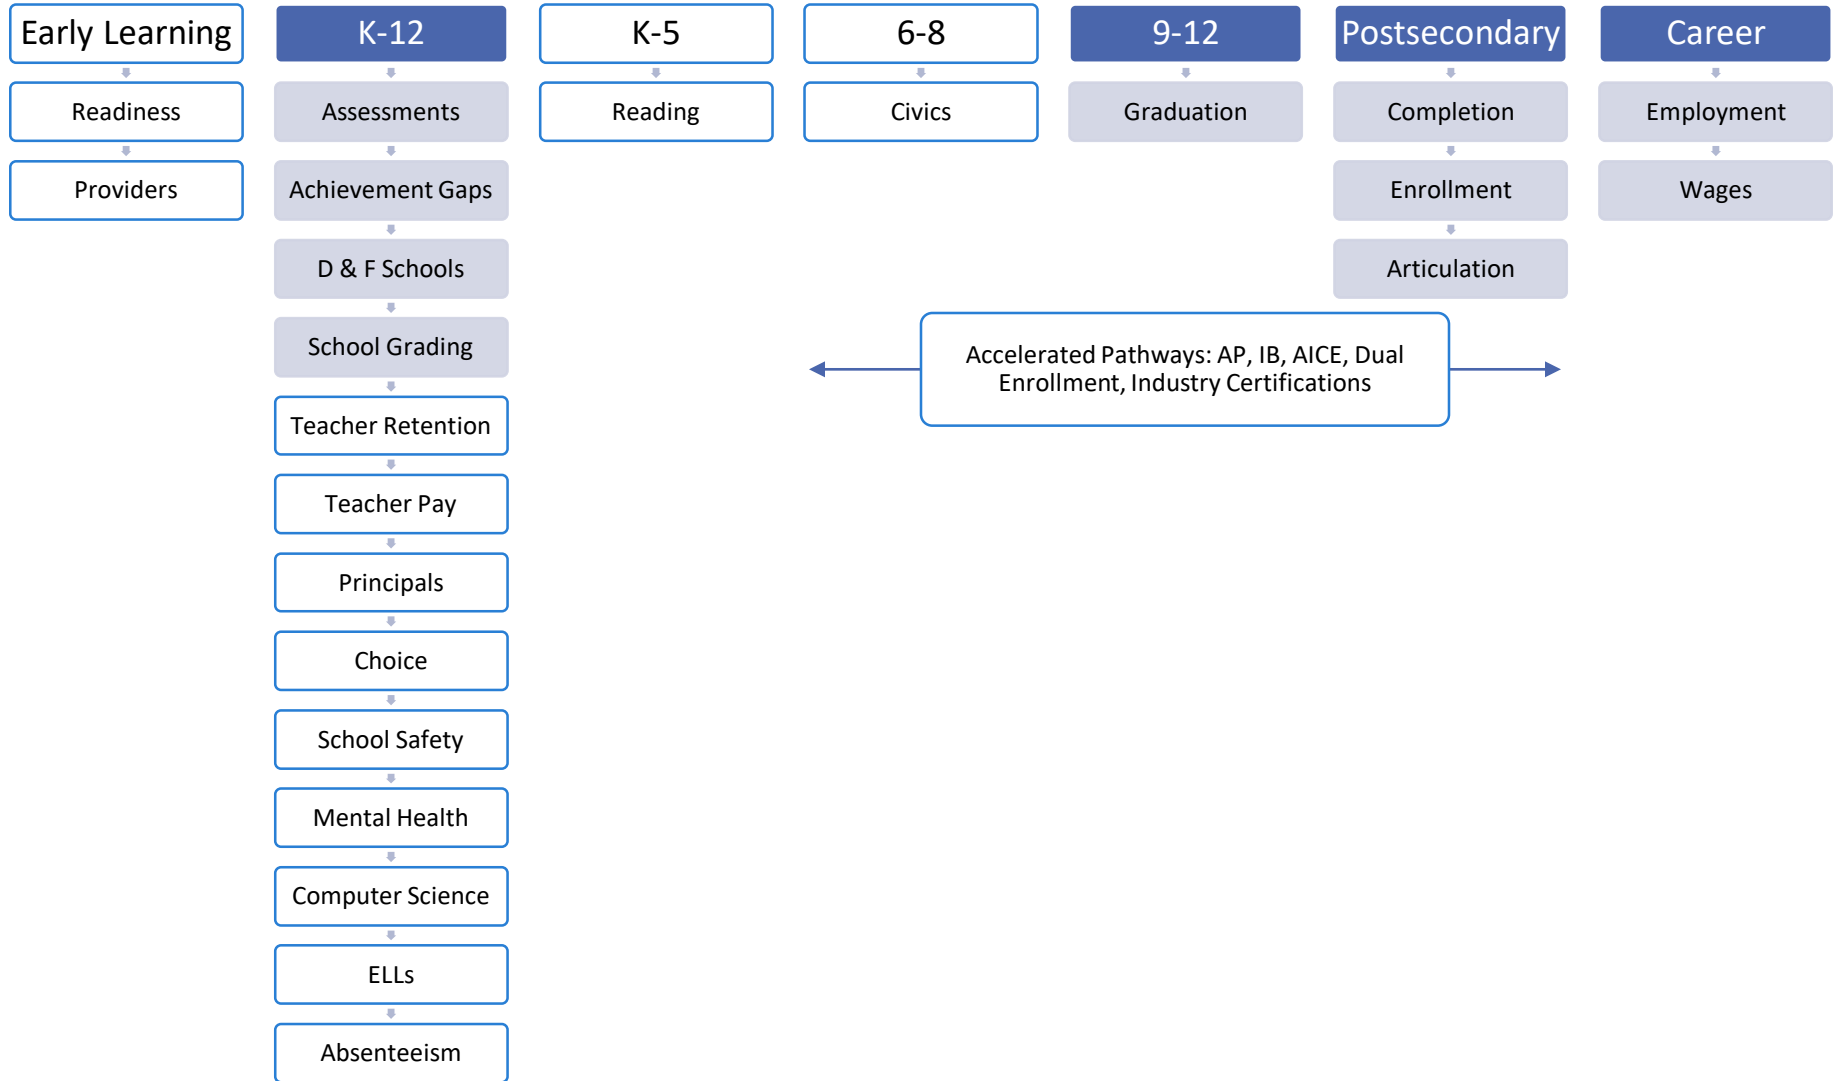 Early Learning
Readiness
Providers
K-12
Assessments
Achievement Gaps
D & F Schools
School Grading
Teacher Retention
Teacher Pay
Principals
Choice
School Safety
Mental Health
Computer Science
ELLs
Absenteeism
K-5
Reading
6-8
Civics
9-12
Graduation
Postsecondary
Completion
Enrollment
Articulation
Career
Employment
Wages
Accelerated Pathways: AP, IB, AICE, Dual
Enrollment, Industry Certifications